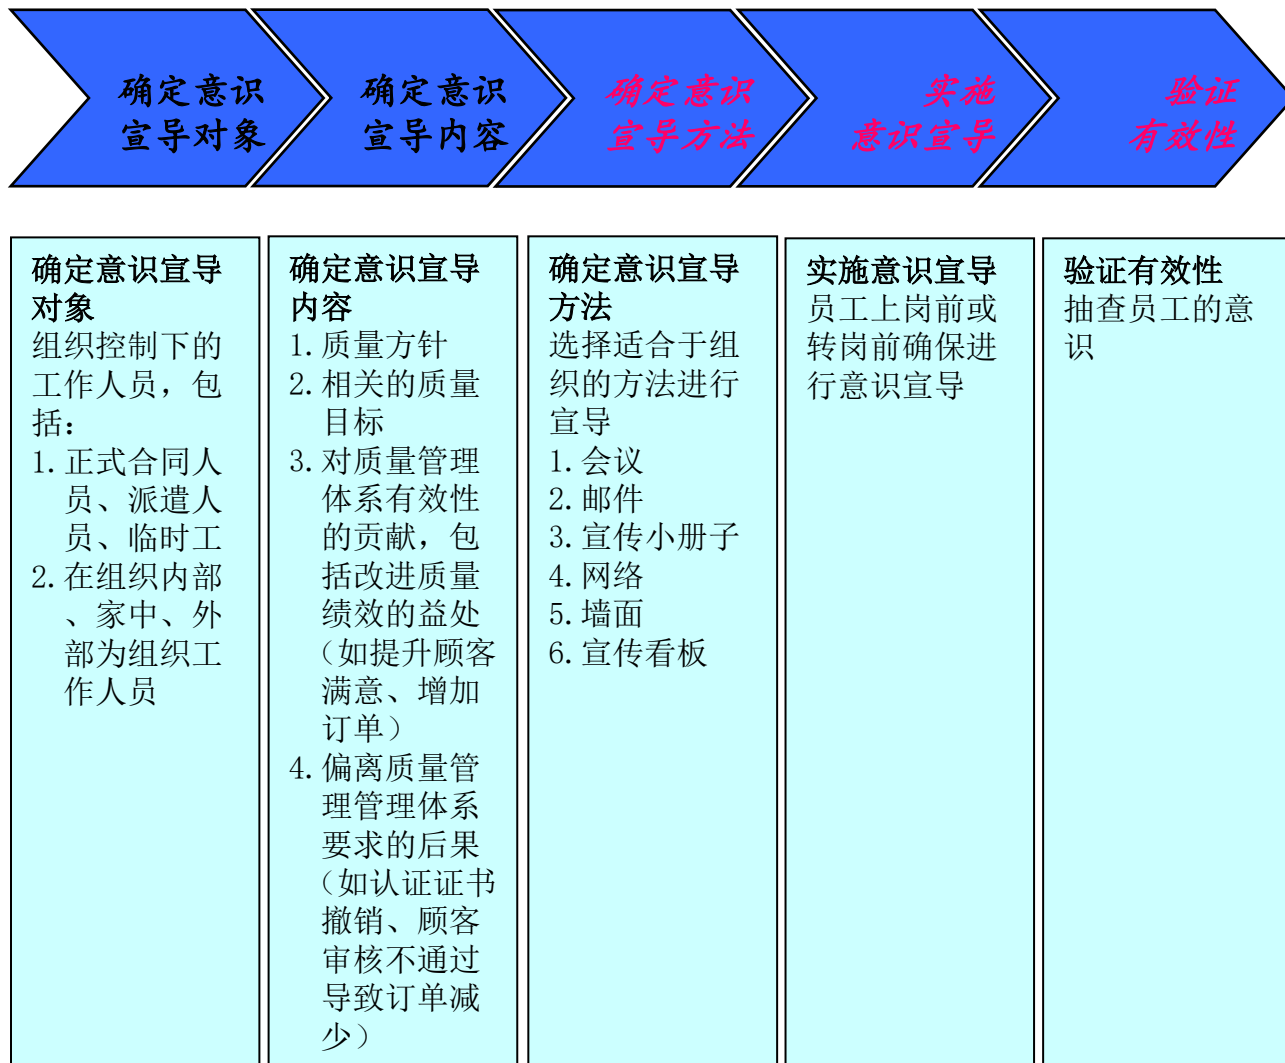 确定意识
宣导对象
确定意识
宣导内容
确定意识
宣导方法
实施
意识宣导
验证
有效性
确定意识宣导
对象
组织控制下的
工作人员，包
括：
1.正式合同人
员、派遣人
员、临时工
2.在组织内部
、家中、外
部为组织工
作人员
确定意识宣导
内容
1.质量方针
2.相关的质量
目标
3.对质量管理
体系有效性
的贡献，包
括改进质量
绩效的益处
（如提升顾客
满意、增加
订单）
4.偏离质量管
理管理体系
要求的后果
（如认证证书
撤销、顾客
审核不通过
导致订单减
少）
确定意识宣导
方法
选择适合于组
织的方法进行
宣导
1.会议
2.邮件
3.宣传小册子
4.网络
5.墙面
6.宣传看板
实施意识宣导
员工上岗前或
转岗前确保进
行意识宣导
验证有效性
抽查员工的意
识